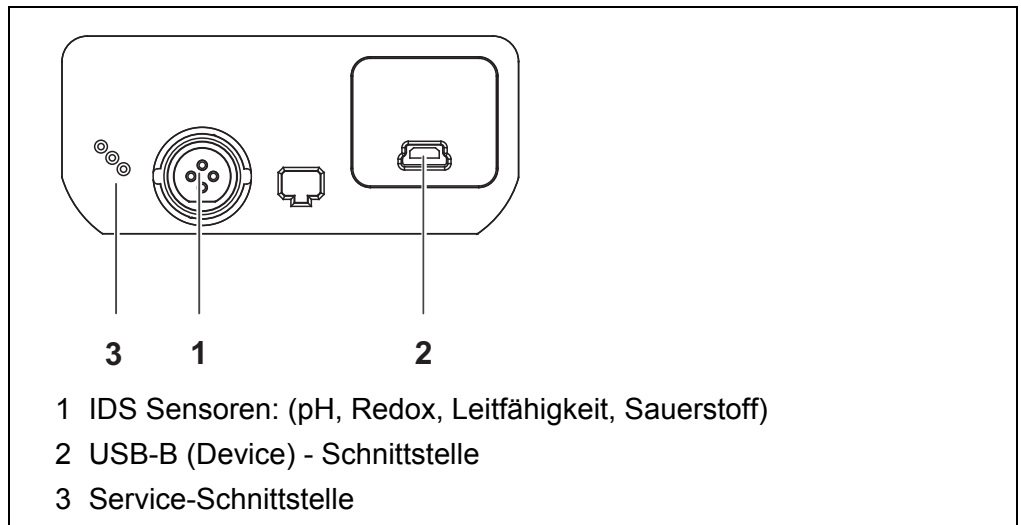 3 1 2
1 IDS Sensoren: (pH, Redox, Leitfähigkeit, Sauerstoff)
2 USB-B (Device) - Schnittstelle
3 Service-Schnittstelle